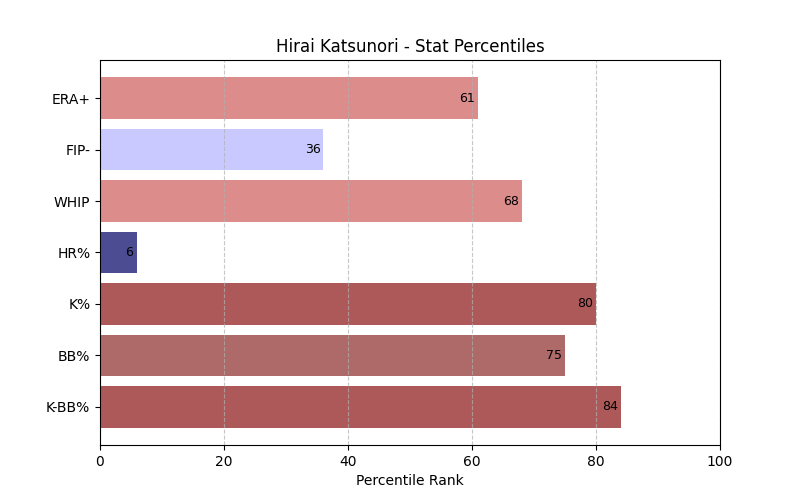 Hirai Katsunori - Stat Percentiles
ERA+ 61
FIP- 36
WHIP 68
HR% 6
K% 80
BB% 75
K-BB% 84
0 20 40 60 80 100
Percentile Rank